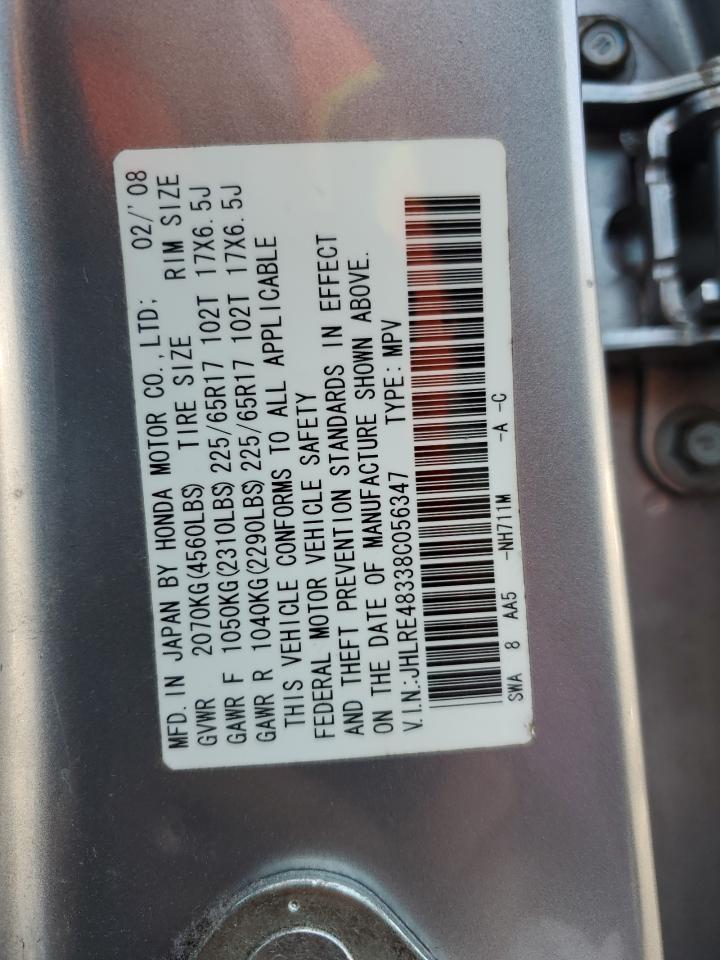 MFD. IN JAPAN BY HONDA MOTOR CO., LTD; 02/'08
GVWR 2070KG(4560LBS) TIRE SIZE RIM SIZE
GAWR F 1050KG(2310LBS) 225/65R17 102T 17X6.5J
GAWR R 1040KG(2290LBS) 225/65R17 102T 17X6.5J
THIS VEHICLE CONFORMS TO ALL APPLICABLE
FEDERAL MOTOR VEHICLE SAFETY
AND THEFT PREVENTION STANDARDS IN EFFECT
ON THE DATE OF MANUFACTURE SHOWN ABOVE.
V.I.N.:JHLRE48338C056347 TYPE: MPV
SWA 8 AA5 -NH711M -A -C